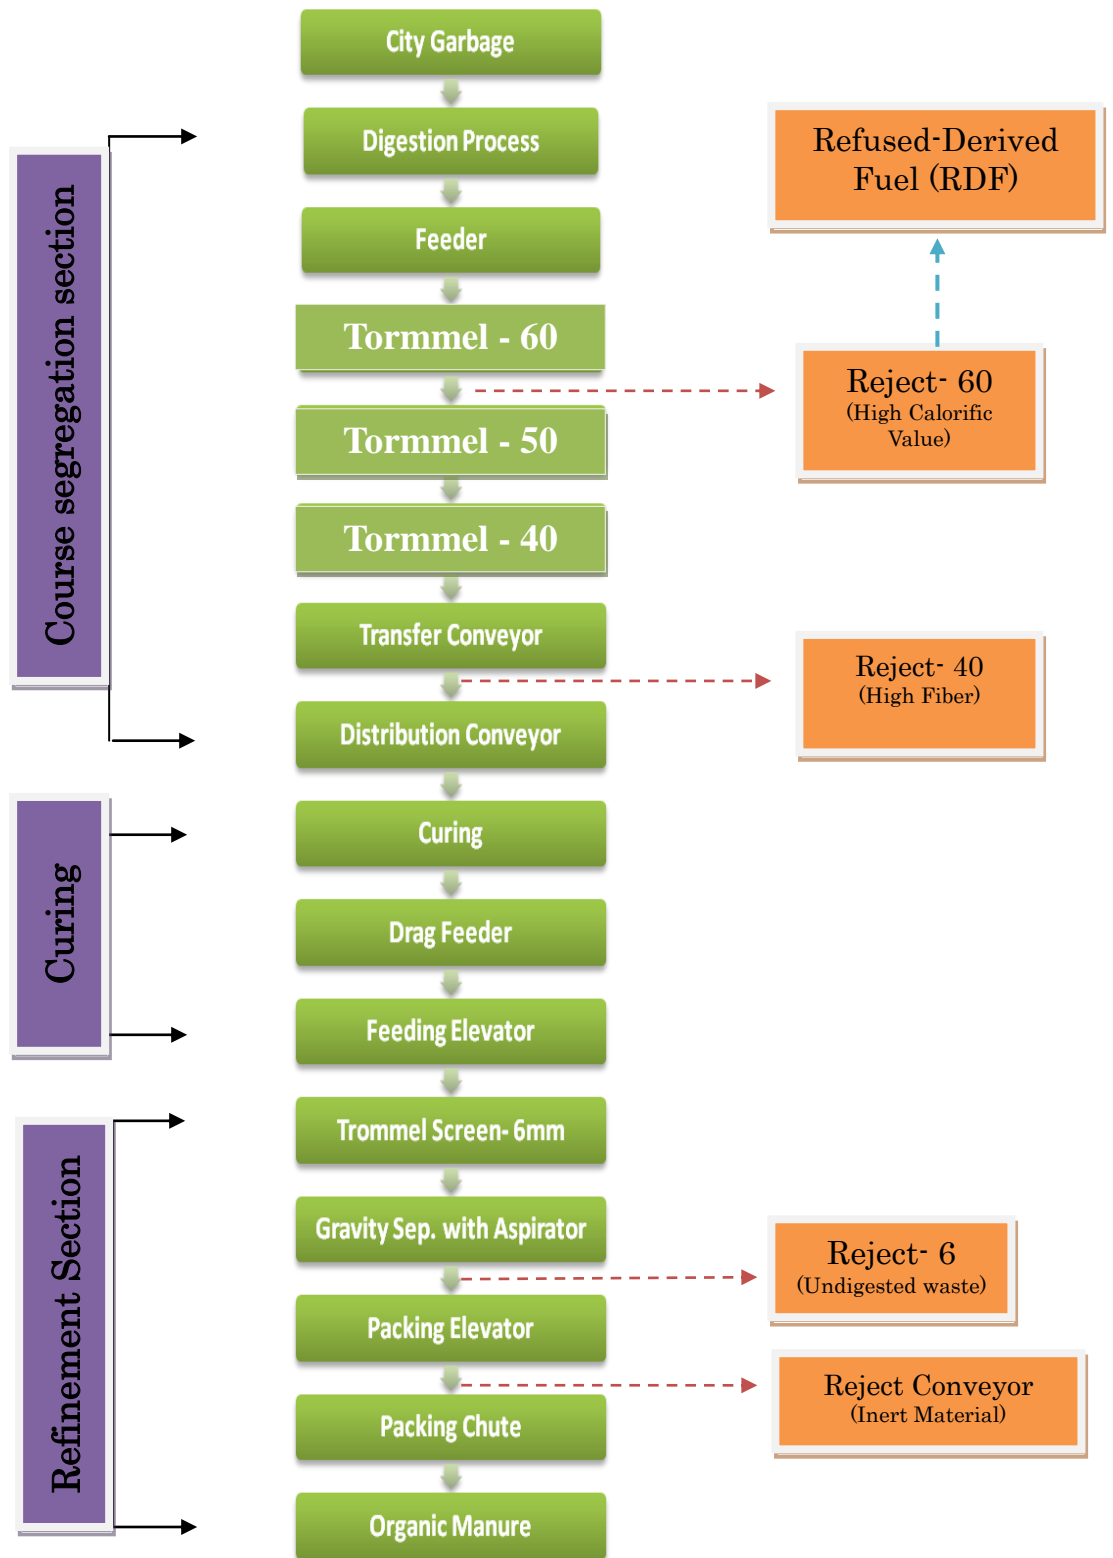 City Garbage
Digestion Process
Feeder
Tormmel - 60
Tormmel - 50
Tormmel - 40
Transfer Conveyor
Distribution Conveyor
Curing
Drag Feeder
Feeding Elevator
Trommel Screen- 6mm
Gravity Sep. with Aspirator
Packing Elevator
Packing Chute
Organic Manure
Course segregation section
Curing
Refinement Section
Refused-Derived
Fuel (RDF)
Reject- 60
(High Calorific
Value)
Reject- 40
(High Fiber)
Reject- 6
(Undigested waste)
Reject Conveyor
(Inert Material)